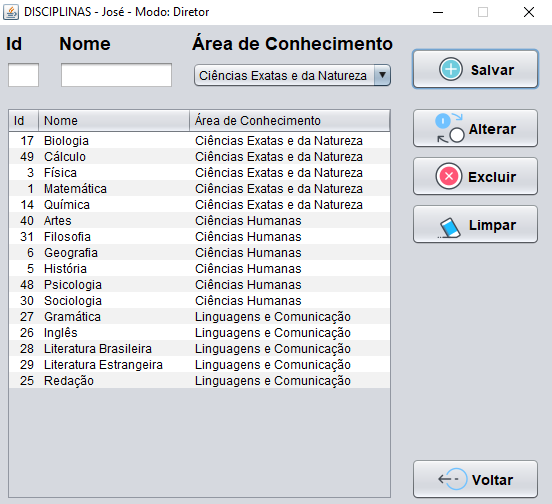 DISCIPLINAS - José - Modo: Diretor
Id Nome Área de Conhecimento
Ciências Exatas e da Natureza
Salvar
Id Nome Área de Conhecimento
17 Biologia Ciências Exatas e da Natureza
49 Cálculo Ciências Exatas e da Natureza
3 Física Ciências Exatas e da Natureza
1 Matemática Ciências Exatas e da Natureza
14 Química Ciências Exatas e da Natureza
40 Artes Ciências Humanas
31 Filosofia Ciências Humanas
6 Geografia Ciências Humanas
5 História Ciências Humanas
48 Psicologia Ciências Humanas
30 Sociologia Ciências Humanas
27 Gramática Linguagens e Comunicação
26 Inglês Linguagens e Comunicação
28 Literatura Brasileira Linguagens e Comunicação
29 Literatura Estrangeira Linguagens e Comunicação
25 Redação Linguagens e Comunicação
Alterar
Excluir
Limpar
Voltar